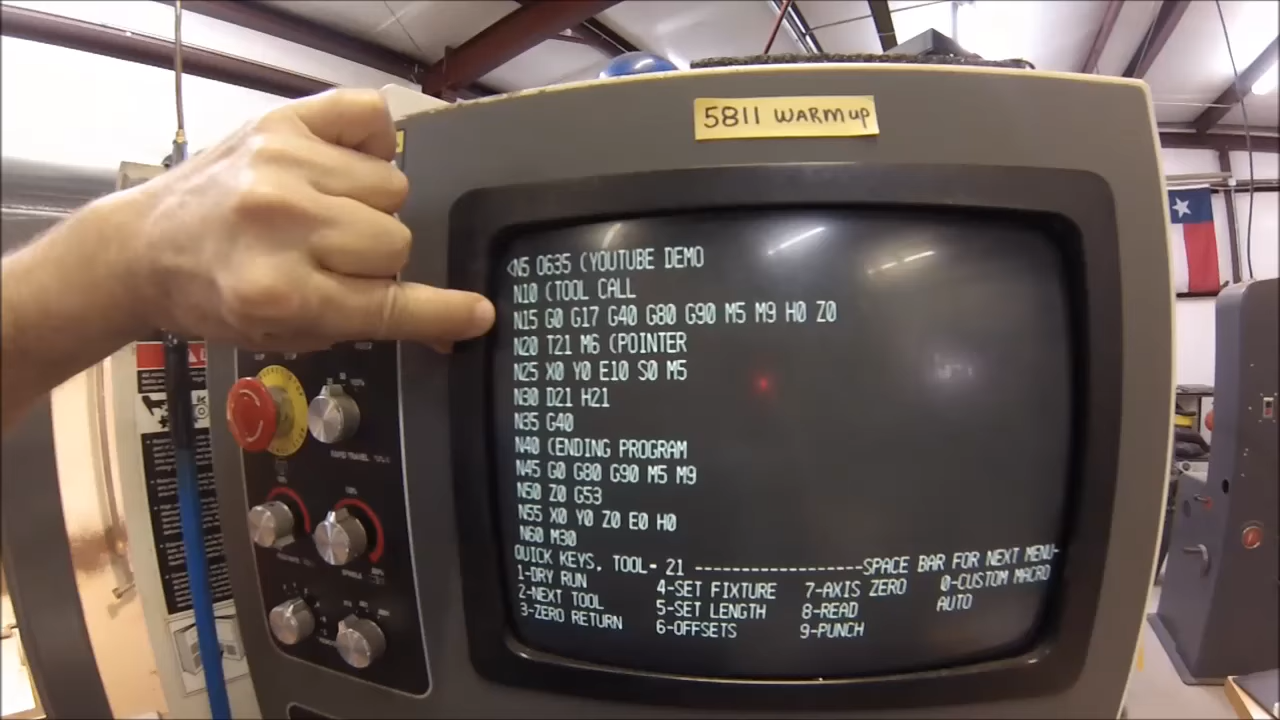 5811 WARMUP
<N5 O635 (YOUTUBE DEMO
N10 (TOOL CALL
N15 G0 G17 G40 G80 G90 M5 M9 H0 Z0
N20 T21 M6 (POINTER
N25 X0 Y0 E10 S0 M5
N30 D21 H21
N35 G40
N40 (ENDING PROGRAM
N45 G0 G80 G90 M5 M9
N50 Z0 G53
N55 X0 Y0 Z0 E0 H0
N60 M30
QUICK KEYS, TOOL- 21 ------------------SPACE BAR FOR NEXT MENU-
1-DRY RUN 4-SET FIXTURE 7-AXIS ZERO 0-CUSTOM MACRO
2-NEXT TOOL 5-SET LENGTH 8-READ AUTO
3-ZERO RETURN 6-OFFSETS 9-PUNCH
RAPID TRAVEL